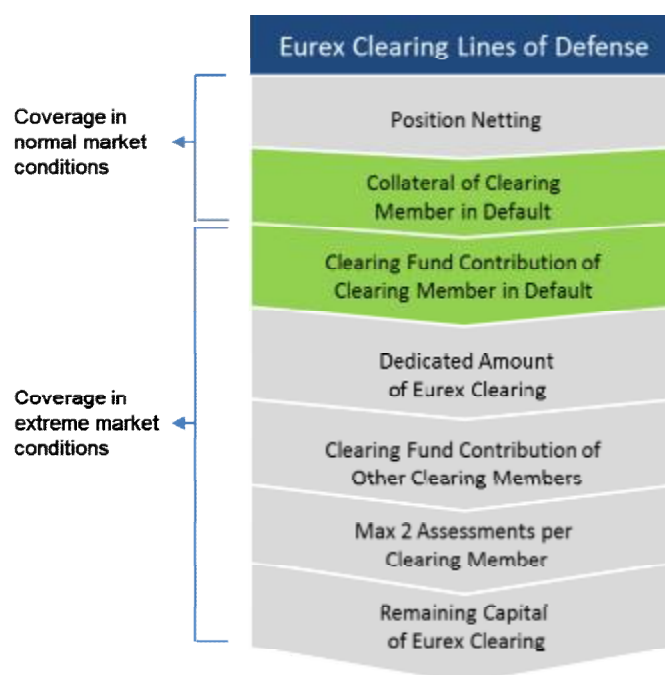 Eurex Clearing Lines of Defense
Coverage in
normal market
conditions
Position Netting
Collateral of Clearing
Member in Default
Clearing Fund Contribution of
Clearing Member in Default
Dedicated Amount
of Eurex Clearing
Coverage in
extreme market
conditions
Clearing Fund Contribution of
Other Clearing Members
Max 2 Assessments per
Clearing Member
Remaining Capital
of Eurex Clearing